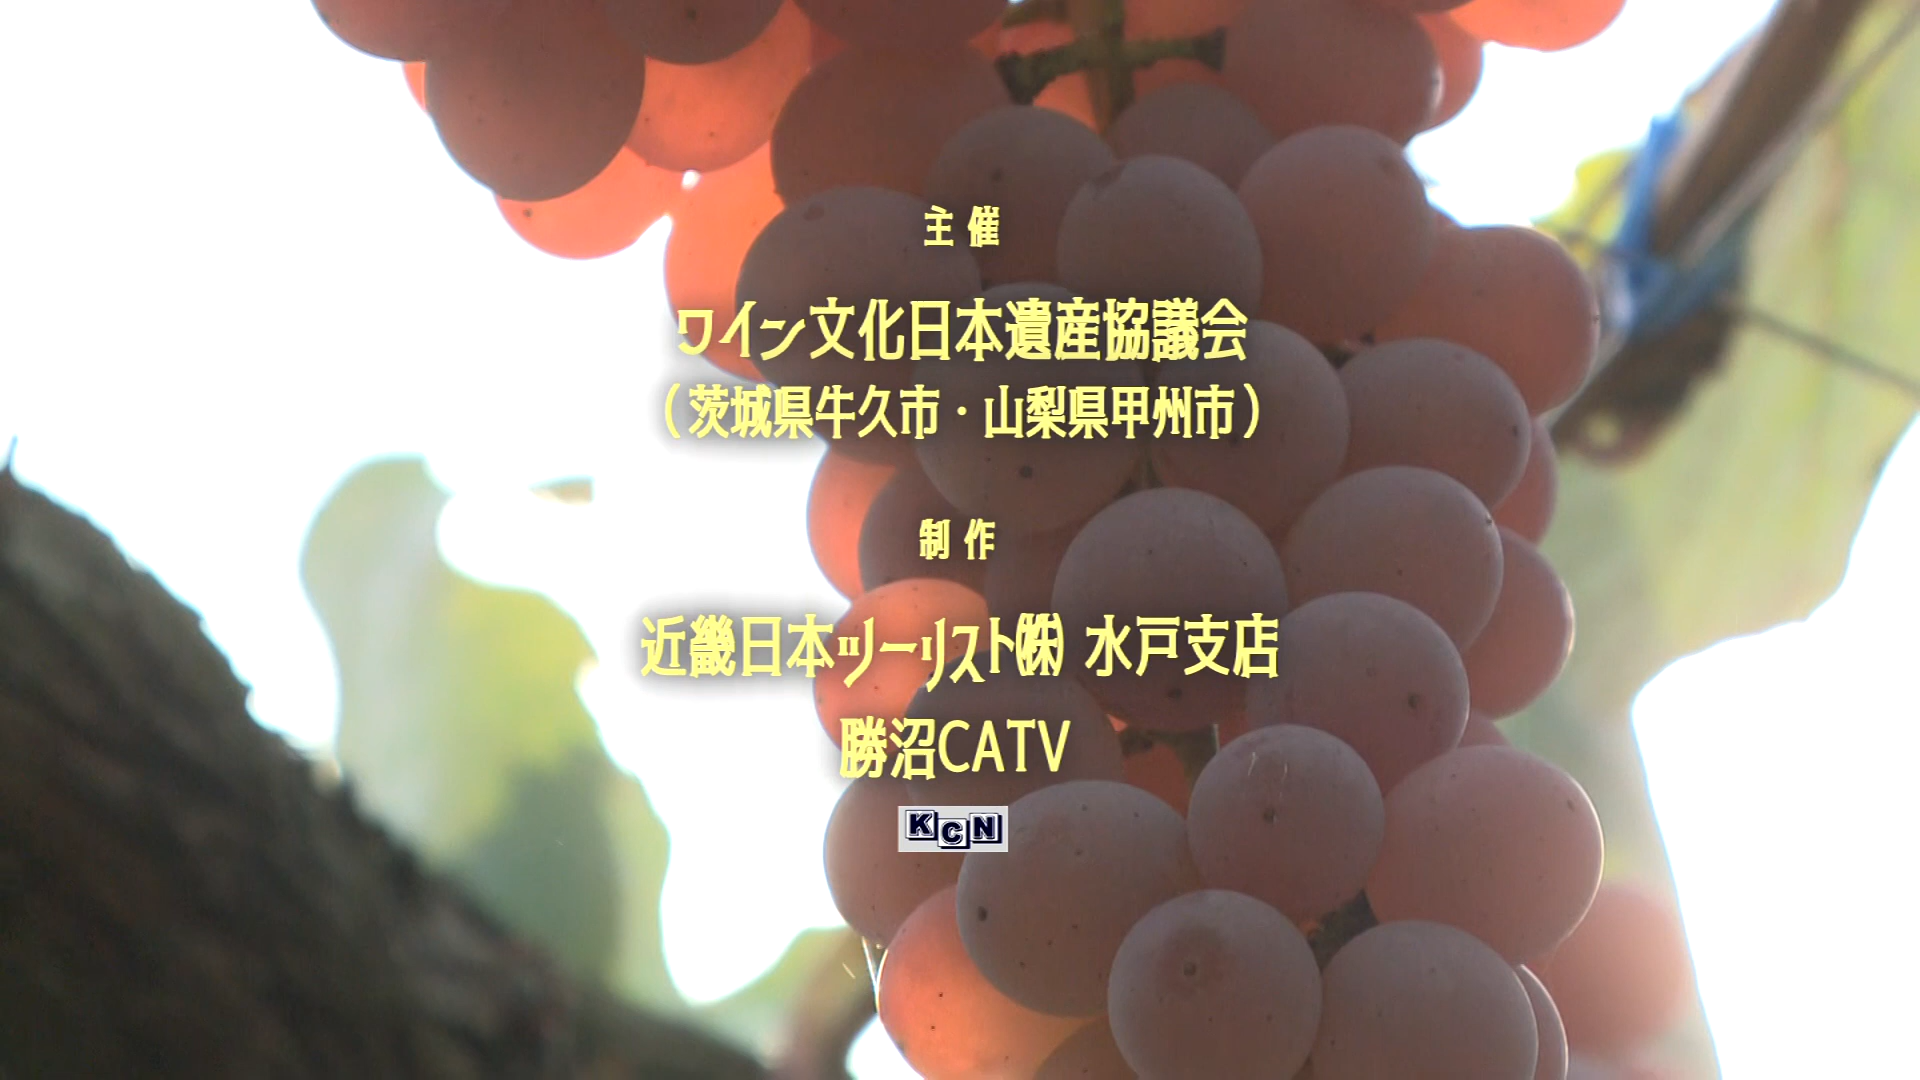 主催
ワイン文化日本遺産協議会
（茨城県牛久市・山梨県甲州市）
制作
近畿日本ツーリスト㈱ 水戸支店
勝沼CATV
KCN